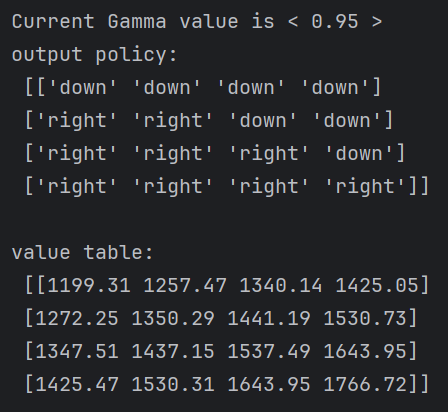 Current Gamma value is < 0.95 >
output policy:
[['down' 'down' 'down' 'down']
['right' 'right' 'down' 'down']
['right' 'right' 'right' 'down']
['right' 'right' 'right' 'right']]
value table:
[[1199.31 1257.47 1340.14 1425.05]
[1272.25 1350.29 1441.19 1530.73]
[1347.51 1437.15 1537.49 1643.95]
[1425.47 1530.31 1643.95 1766.72]]